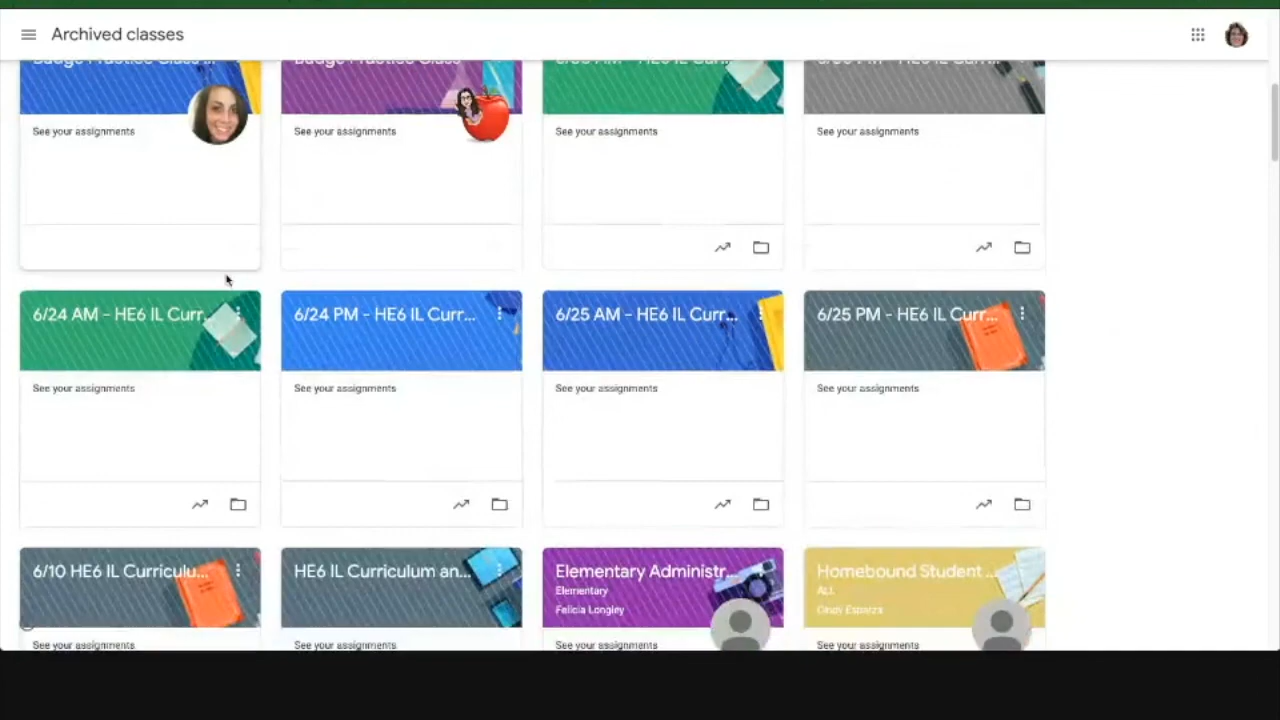 Archived classes
See your assignments
See your assignments
See your assignments
See your assignments
6/24 AM - HE6 IL Curr...
6/24 PM - HE6 IL Curr...
6/25 AM - HE6 IL Curr...
6/25 PM - HE6 IL Curr...
See your assignments
See your assignments
See your assignments
See your assignments
6/10 HE6 IL Curriculu...
HE6 IL Curriculum an...
Elementary Administr...
Elementary
Felicia Longley
Homebound Student ...
ALL
Cindy Esparza
See your assignments
See your assignments
See your assignments
See your assignments